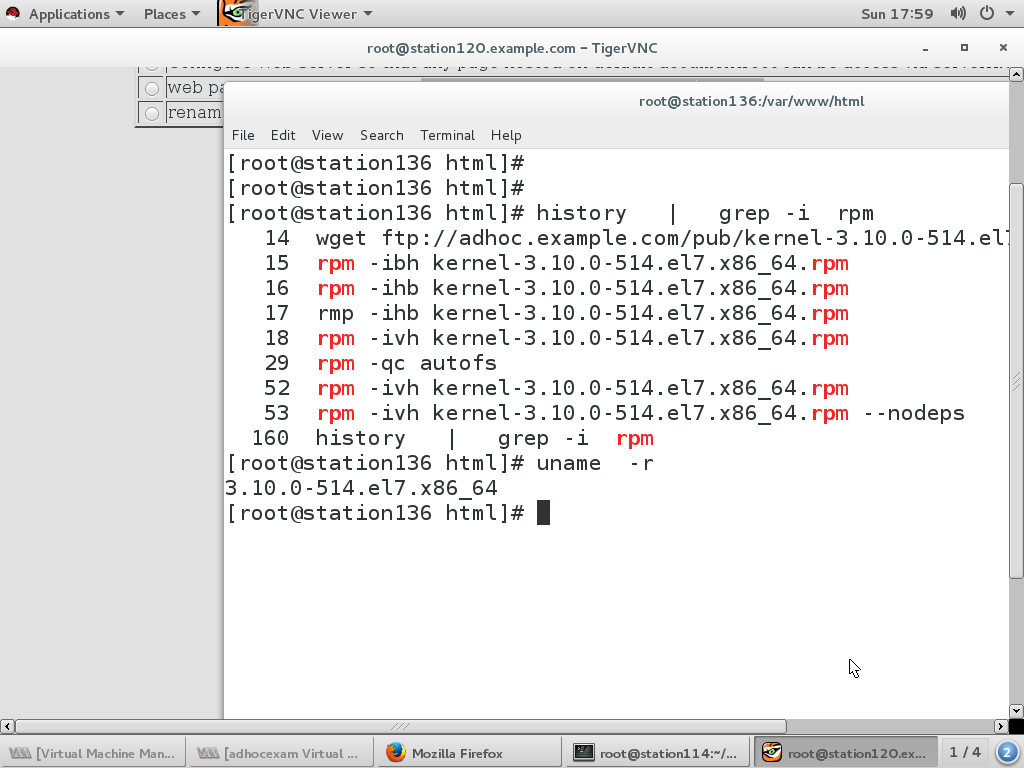 Applications Places TigerVNC Viewer Sun 17:59
root@station120.example.com – TigerVNC
web pa
renam
root@station136:/var/www/html
File Edit View Search Terminal Help
[root@station136 html]#
[root@station136 html]#
[root@station136 html]# history | grep -i rpm
14 wget ftp://adhoc.example.com/pub/kernel-3.10.0-514.el7
15 rpm -ibh kernel-3.10.0-514.el7.x86_64.rpm
16 rpm -ihb kernel-3.10.0-514.el7.x86_64.rpm
17 rmp -ihb kernel-3.10.0-514.el7.x86_64.rpm
18 rpm -ivh kernel-3.10.0-514.el7.x86_64.rpm
29 rpm -qc autofs
52 rpm -ivh kernel-3.10.0-514.el7.x86_64.rpm
53 rpm -ivh kernel-3.10.0-514.el7.x86_64.rpm --nodeps
160 history | grep -i rpm
[root@station136 html]# uname -r
3.10.0-514.el7.x86_64
[root@station136 html]#
[Virtual Machine Man... [adhocexam Virtual ... Mozilla Firefox root@station114:~/... root@station120.ex... 1 / 4 2